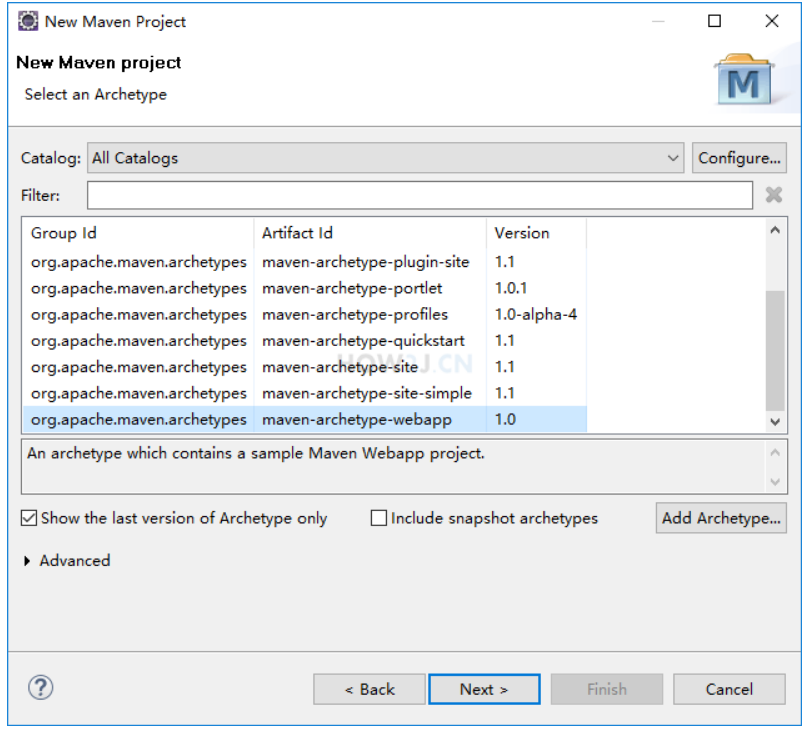 New Maven Project
New Maven project
Select an Archetype
M
Catalog: All Catalogs Configure...
Filter:
Group Id Artifact Id Version
org.apache.maven.archetypes maven-archetype-plugin-site 1.1
org.apache.maven.archetypes maven-archetype-portlet 1.0.1
org.apache.maven.archetypes maven-archetype-profiles 1.0-alpha-4
org.apache.maven.archetypes maven-archetype-quickstart 1.1
org.apache.maven.archetypes maven-archetype-site 1.1
HOW2J.CN
org.apache.maven.archetypes maven-archetype-site-simple 1.1
org.apache.maven.archetypes maven-archetype-webapp 1.0
An archetype which contains a sample Maven Webapp project.
Show the last version of Archetype only Include snapshot archetypes Add Archetype...
Advanced
? < Back Next > Finish Cancel